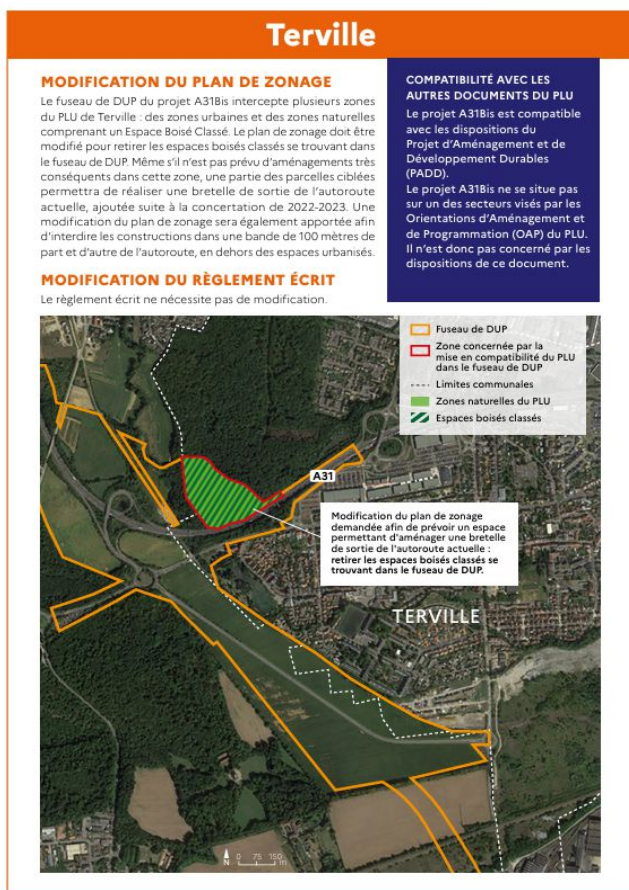 Terville
MODIFICATION DU PLAN DE ZONAGE
Le fuseau de DUP du projet A31Bis intercepte plusieurs zones
du PLU de Terville : des zones urbaines et des zones naturelles
comprenant un Espace Boisé Classé. Le plan de zonage doit être
modifié pour retirer les espaces boisés classés se trouvant dans
le fuseau de DUP. Même s'il n'est pas prévu d'aménagements très
conséquents dans cette zone, une partie des parcelles ciblées
permettra de réaliser une bretelle de sortie de l'autoroute
actuelle, ajoutée suite à la concertation de 2022-2023. Une
modification du plan de zonage sera également apportée afin
d'interdire les constructions dans une bande de 100 mètres de
part et d'autre de l'autoroute, en dehors des espaces urbanisés.
MODIFICATION DU RÈGLEMENT ÉCRIT
Le règlement écrit ne nécessite pas de modification.
COMPATIBILITÉ AVEC LES
AUTRES DOCUMENTS DU PLU
Le projet A31Bis est compatible
avec les dispositions du
Projet d'Aménagement et de
Développement Durables
(PADD).
Le projet A31Bis ne se situe pas
sur un des secteurs visés par les
Orientations d'Aménagement et
de Programmation (OAP) du PLU.
Il n'est donc pas concerné par les
dispositions de ce document.
Fuseau de DUP
Zone concernée par la
mise en compatibilité du PLU
dans le fuseau de DUP
Limites communales
Zones naturelles du PLU
Espaces boisés classés
A31
Modification du plan de zonage
demandée afin de prévoir un espace
permettant d'aménager une bretelle
de sortie de l'autoroute actuelle :
retirer les espaces boisés classés se
trouvant dans le fuseau de DUP.
TERVILLE
N 0 75 150
m